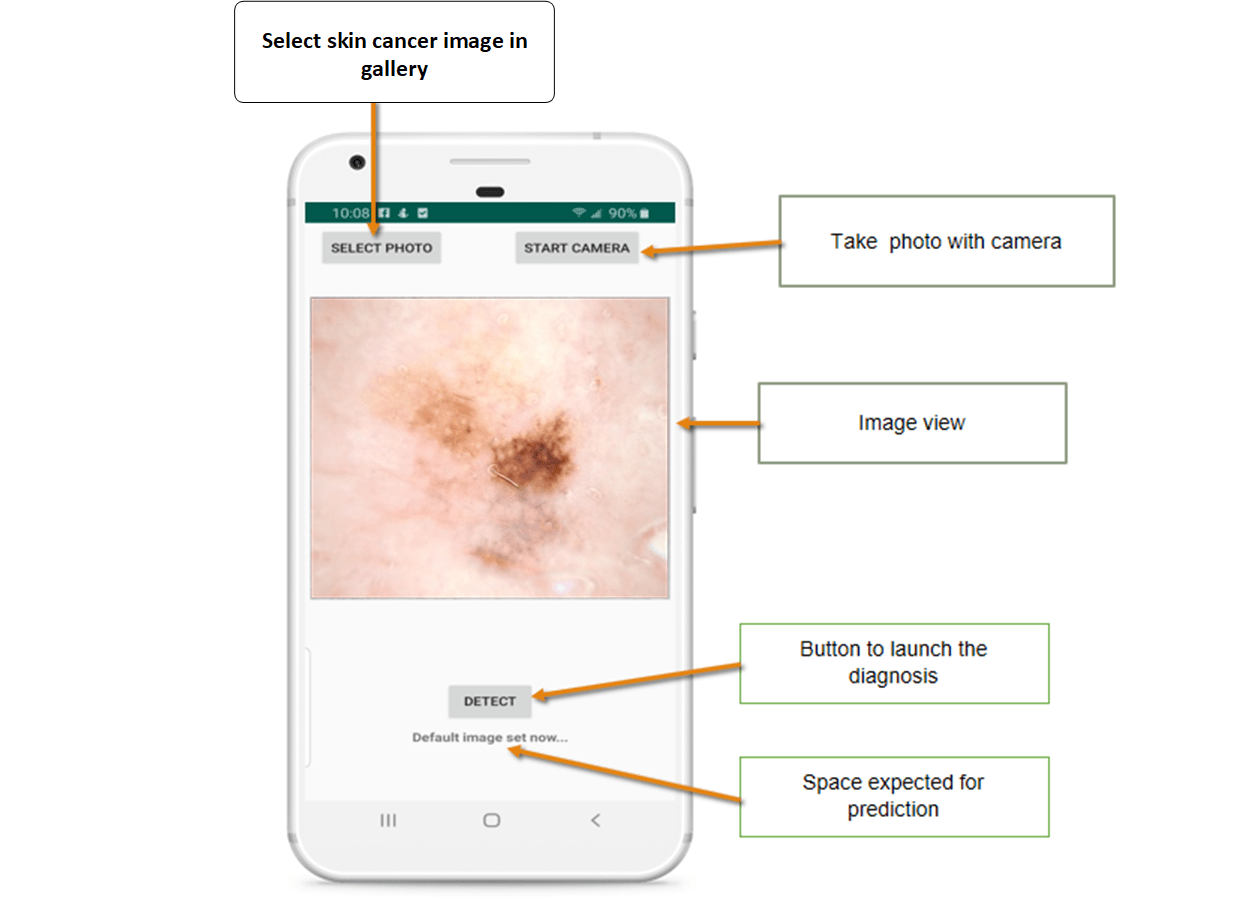 Select skin cancer image in
gallery
10:08 90%
SELECT PHOTO START CAMERA
Take photo with camera
Image view
Button to launch the
diagnosis
DETECT
Default image set now...
Space expected for
prediction